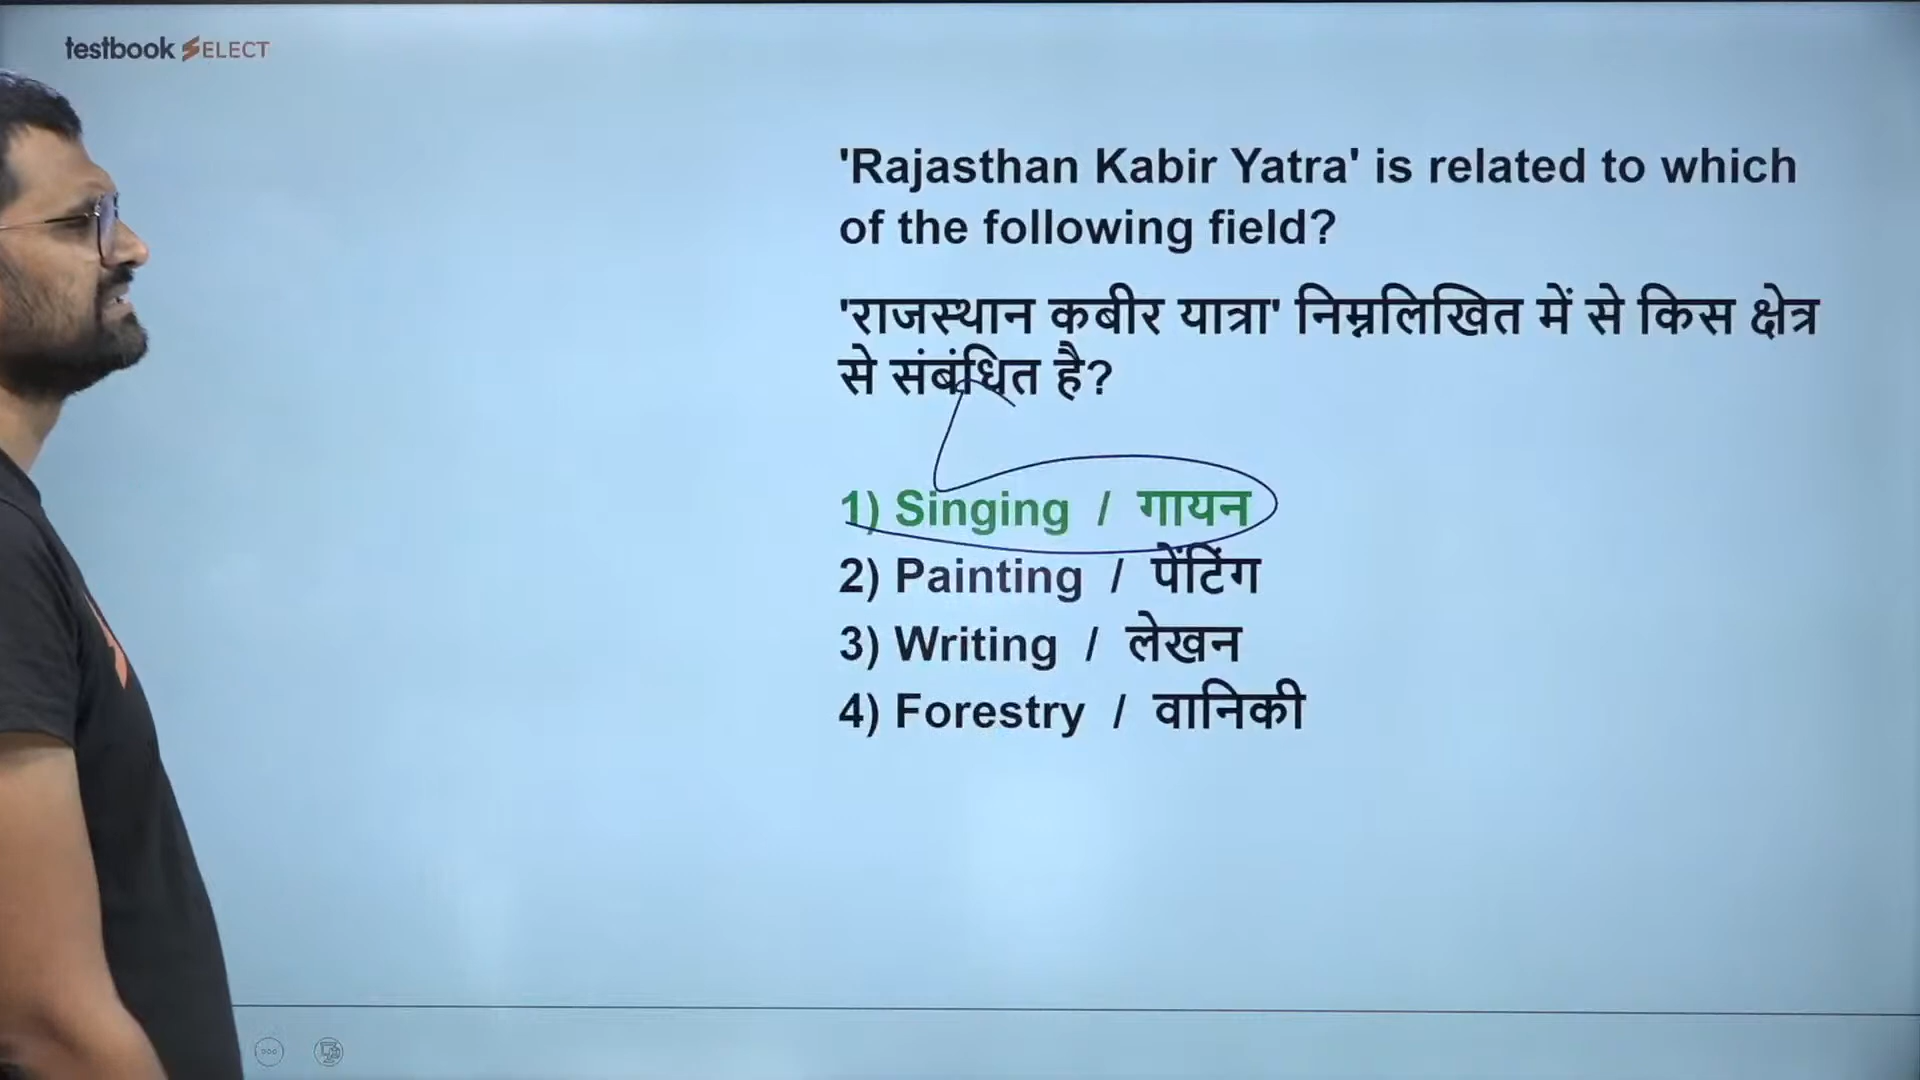 testbook SELECT
'Rajasthan Kabir Yatra' is related to which
of the following field?
'राजस्थान कबीर यात्रा' निम्नलिखित में से किस क्षेत्र
से संबंधित है?
1) Singing / गायन
2) Painting / पेंटिंग
3) Writing / लेखन
4) Forestry / वानिकी